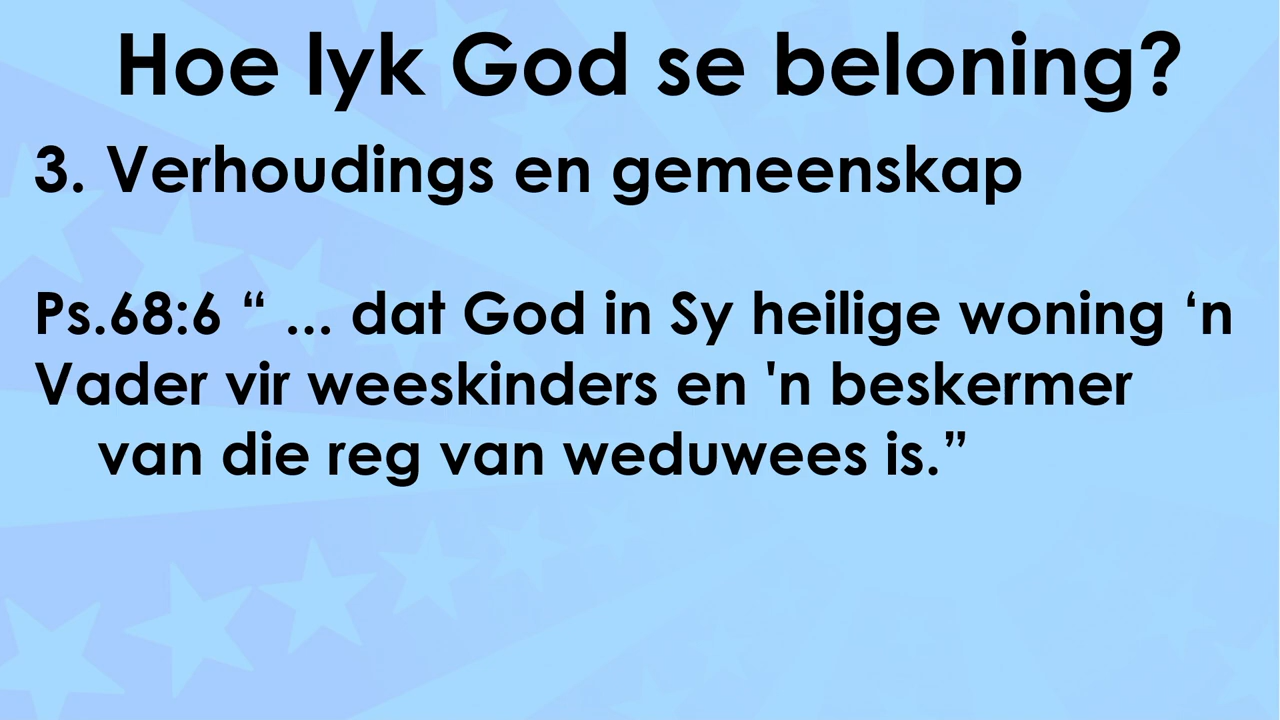 Hoe lyk God se beloning?
3. Verhoudings en gemeenskap
Ps.68:6 “ ... dat God in Sy heilige woning ‘n
Vader vir weeskinders en 'n beskermer
van die reg van weduwees is.”